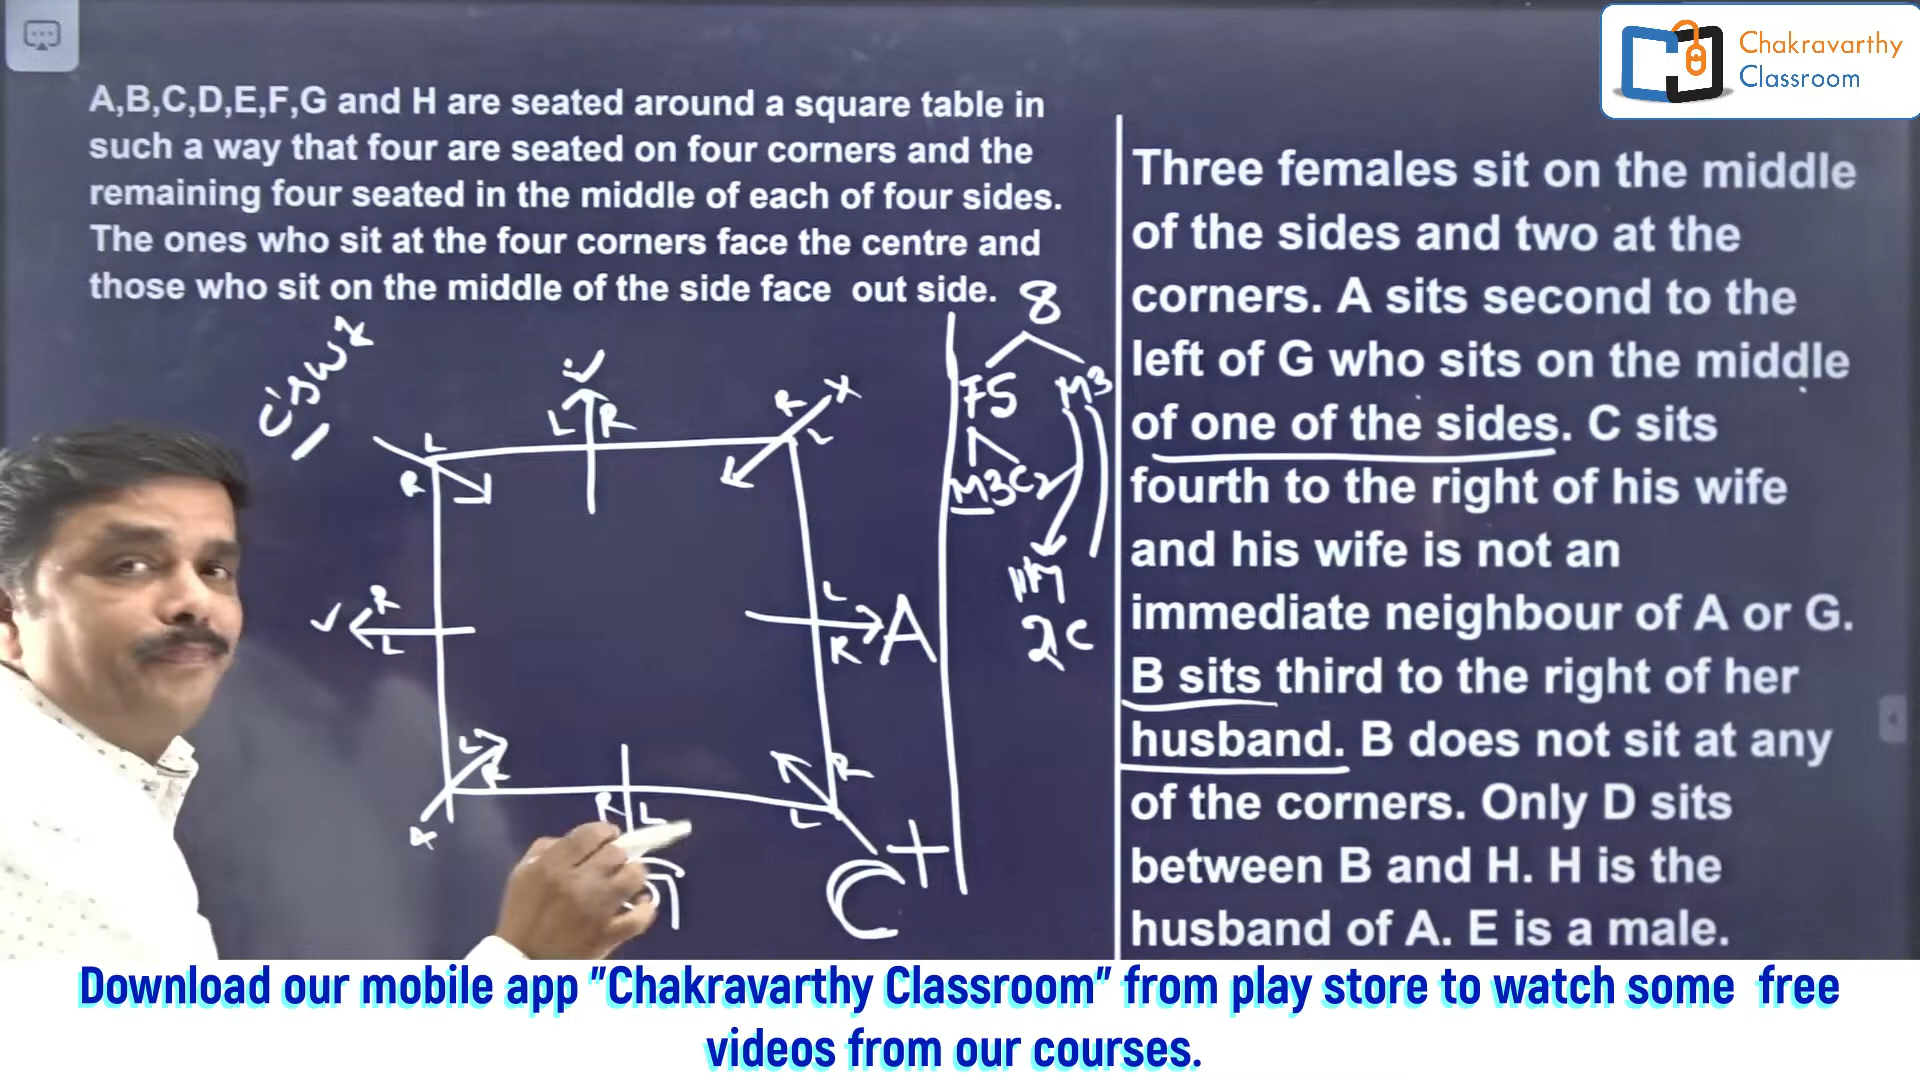 Chakravarthy
Classroom
A,B,C,D,E,F,G and H are seated around a square table in
such a way that four are seated on four corners and the
remaining four seated in the middle of each of four sides.
The ones who sit at the four corners face the centre and
those who sit on the middle of the side face out side.
Three females sit on the middle
of the sides and two at the
corners. A sits second to the
left of G who sits on the middle
of one of the sides. C sits
fourth to the right of his wife
and his wife is not an
immediate neighbour of A or G.
B sits third to the right of her
husband. B does not sit at any
of the corners. Only D sits
between B and H. H is the
husband of A. E is a male.
8
F5 M3
M3 C2
1M
2C
C's W x
L R
R X
L
L
R
R
L
L
R A
L
R
R L
R
L
G
C +
Download our mobile app "Chakravarthy Classroom" from play store to watch some free
videos from our courses.